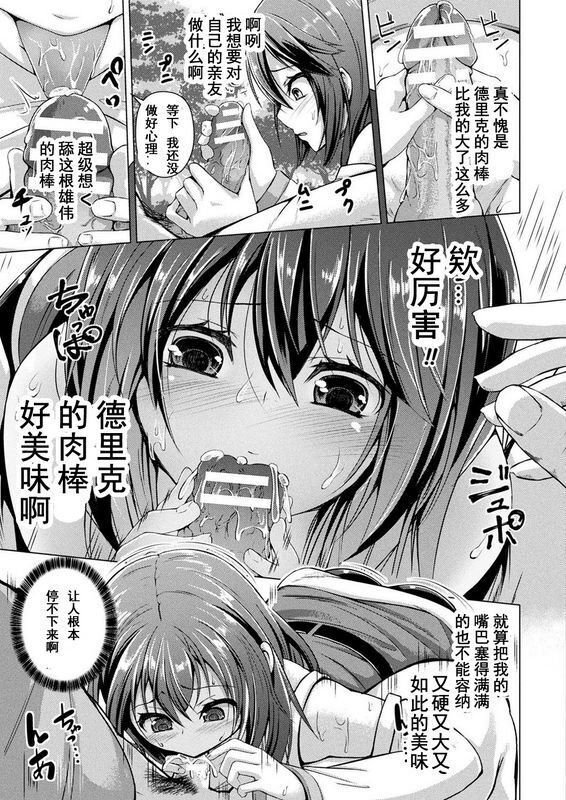 真不愧是
德里克的肉棒
比我的大了这么多
啊咧
我想要对
自己的亲友
做什么啊
等下 我还没
做好心理.
超级想
舔这根雄伟
的肉棒
欸…
好厉害!!
德里克
的肉棒
好美味啊
ちゅっぱ
ジュポ
让人根本
停不下来啊
就算把我的
嘴巴塞得满满
的也不能容纳
又硬又大又
如此的美味